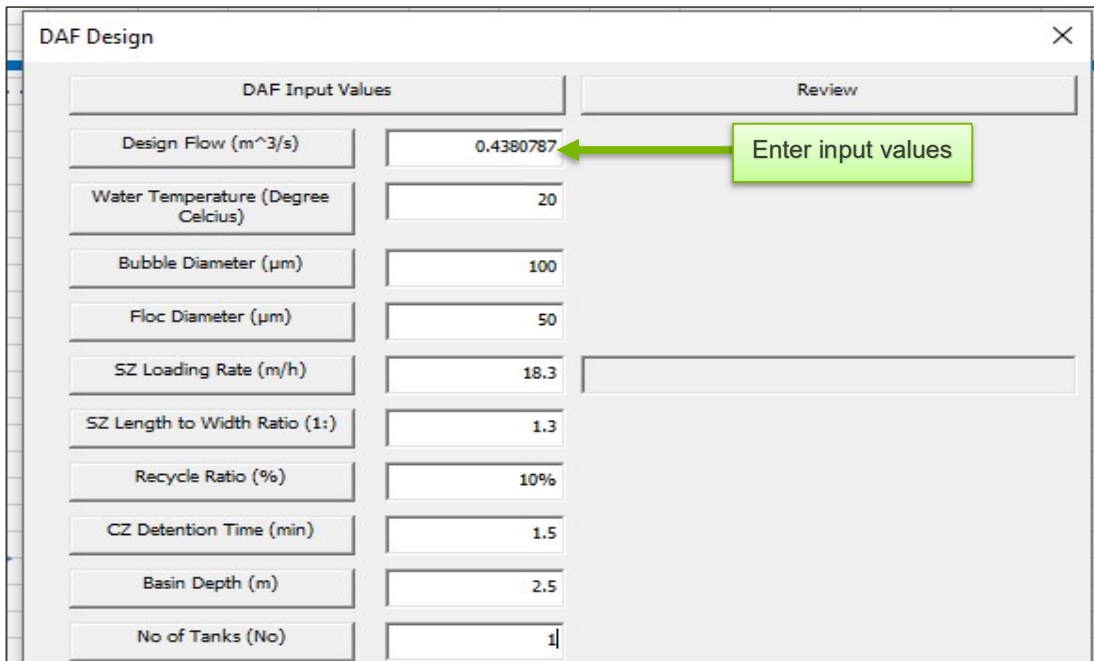 DAF Design
DAF Input Values
Review
Design Flow (m^3/s)
0.4380787
Enter input values
Water Temperature (Degree
Celcius)
20
Bubble Diameter (µm)
100
Floc Diameter (µm)
50
SZ Loading Rate (m/h)
18.3
SZ Length to Width Ratio (1:)
1.3
Recycle Ratio (%)
10%
CZ Detention Time (min)
1.5
Basin Depth (m)
2.5
No of Tanks (No)
1